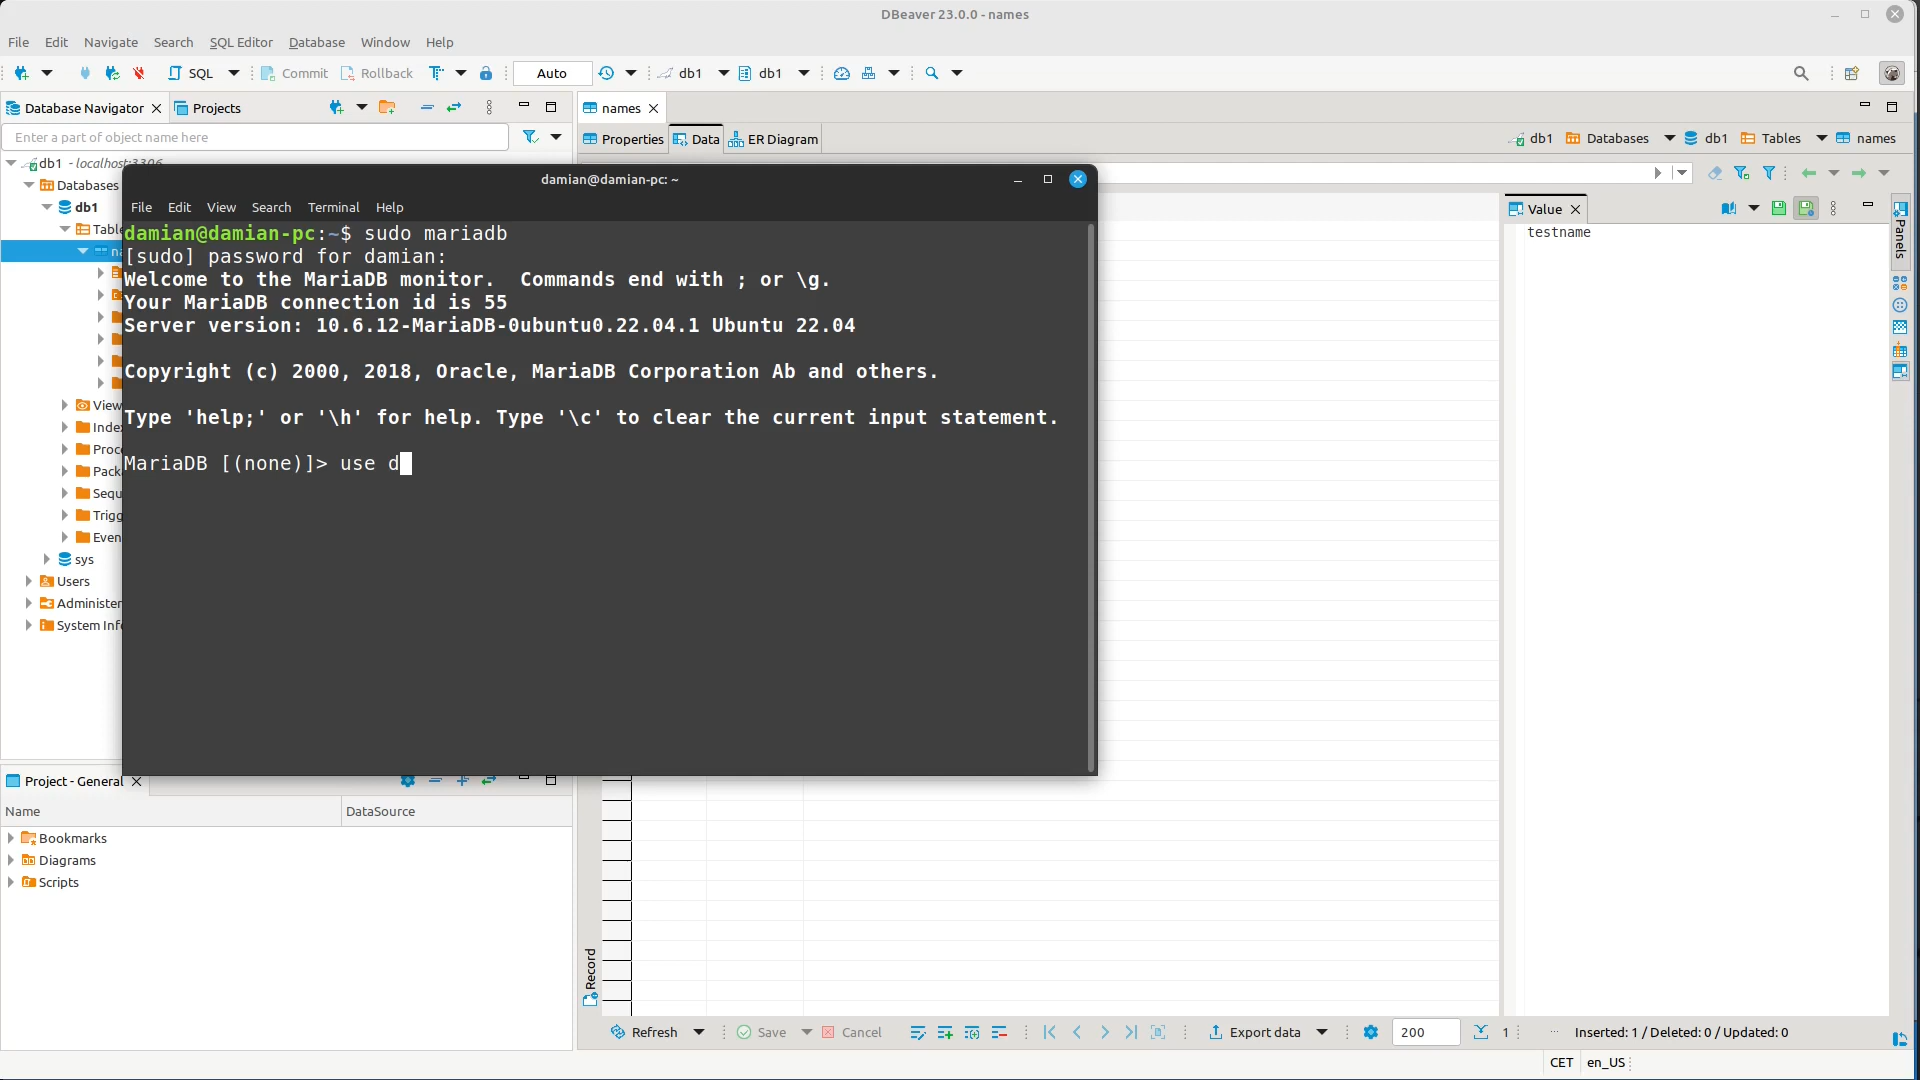 DBeaver 23.0.0 - names
File Edit Navigate Search SQL Editor Database Window Help
SQL Commit Rollback Auto db1 db1
Database Navigator Projects
names
Enter a part of object name here
Properties Data ER Diagram
db1 Databases db1 Tables names
db1 - localhost:3306
Databases
db1
Table
na
View
Index
Proc
Pack
Sequ
Trigg
Even
sys
Users
Administer
System Info
damian@damian-pc: ~
File Edit View Search Terminal Help
damian@damian-pc:~$ sudo mariadb
[sudo] password for damian:
Welcome to the MariaDB monitor.  Commands end with ; or \g.
Your MariaDB connection id is 55
Server version: 10.6.12-MariaDB-0ubuntu0.22.04.1 Ubuntu 22.04
Copyright (c) 2000, 2018, Oracle, MariaDB Corporation Ab and others.
Type 'help;' or '\h' for help. Type '\c' to clear the current input statement.
MariaDB [(none)]> use d
Value
testname
Panels
Project - General
Name DataSource
Bookmarks
Diagrams
Scripts
Record
Refresh Save Cancel Export data 200 1 Inserted: 1 / Deleted: 0 / Updated: 0
CET en_US